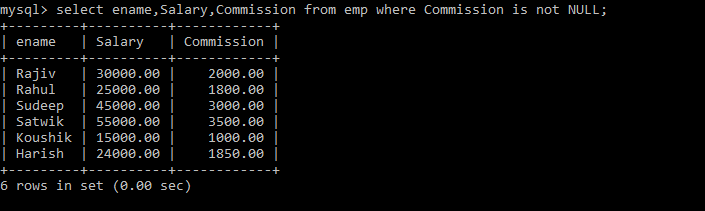 mysql> select ename,Salary,Commission from emp where Commission is not NULL;
+---------+----------+------------+
| ename   | Salary   | Commission |
+---------+----------+------------+
| Rajiv   | 30000.00 |    2000.00 |
| Rahul   | 25000.00 |    1800.00 |
| Sudeep  | 45000.00 |    3000.00 |
| Satwik  | 55000.00 |    3500.00 |
| Koushik | 15000.00 |    1000.00 |
| Harish  | 24000.00 |    1850.00 |
+---------+----------+------------+
6 rows in set (0.00 sec)